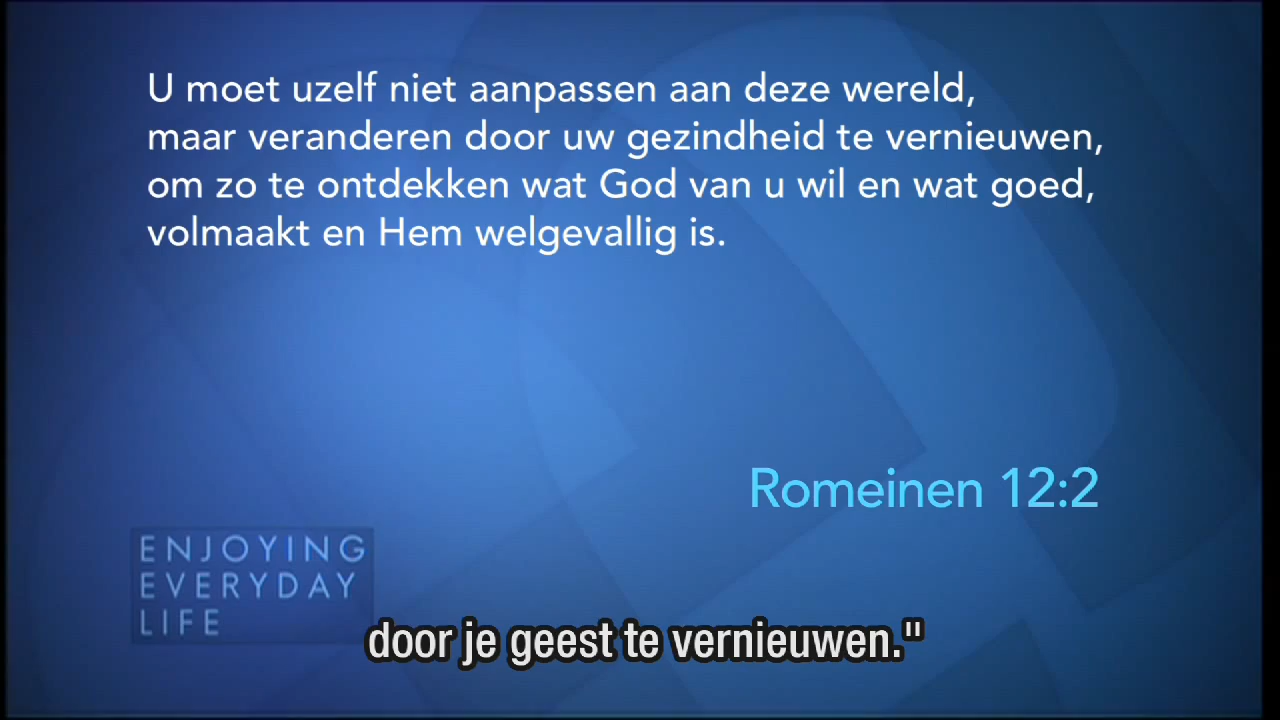 U moet uzelf niet aanpassen aan deze wereld,
maar veranderen door uw gezindheid te vernieuwen,
om zo te ontdekken wat God van u wil en wat goed,
volmaakt en Hem welgevallig is.
Romeinen 12:2
ENJOYING
EVERYDAY
LIFE
door je geest te vernieuwen."